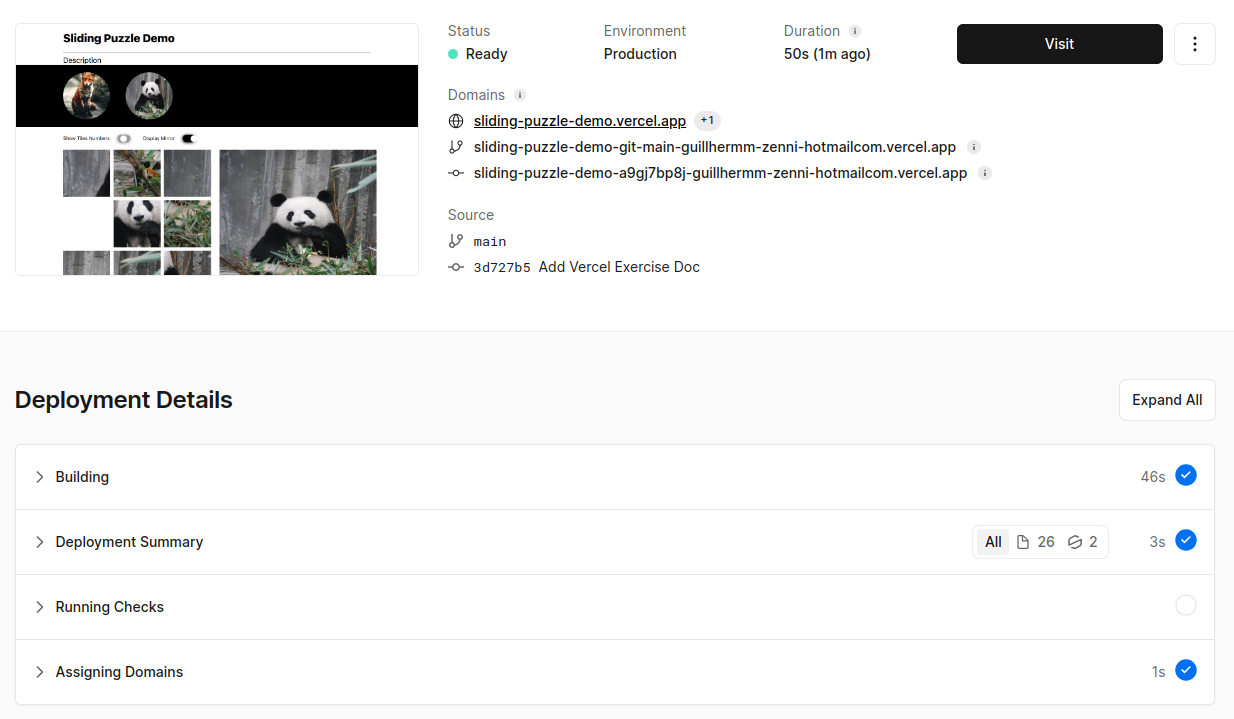 Sliding Puzzle Demo
Description
Show Tiles Numbers Display Mirror
Status Environment Duration
Ready Production 50s (1m ago)
Visit
Domains
sliding-puzzle-demo.vercel.app +1
sliding-puzzle-demo-git-main-guillhermm-zenni-hotmailcom.vercel.app
sliding-puzzle-demo-a9gj7bp8j-guillhermm-zenni-hotmailcom.vercel.app
Source
main
3d727b5 Add Vercel Exercise Doc
Deployment Details Expand All
Building 46s
Deployment Summary All 26 2 3s
Running Checks
Assigning Domains 1s